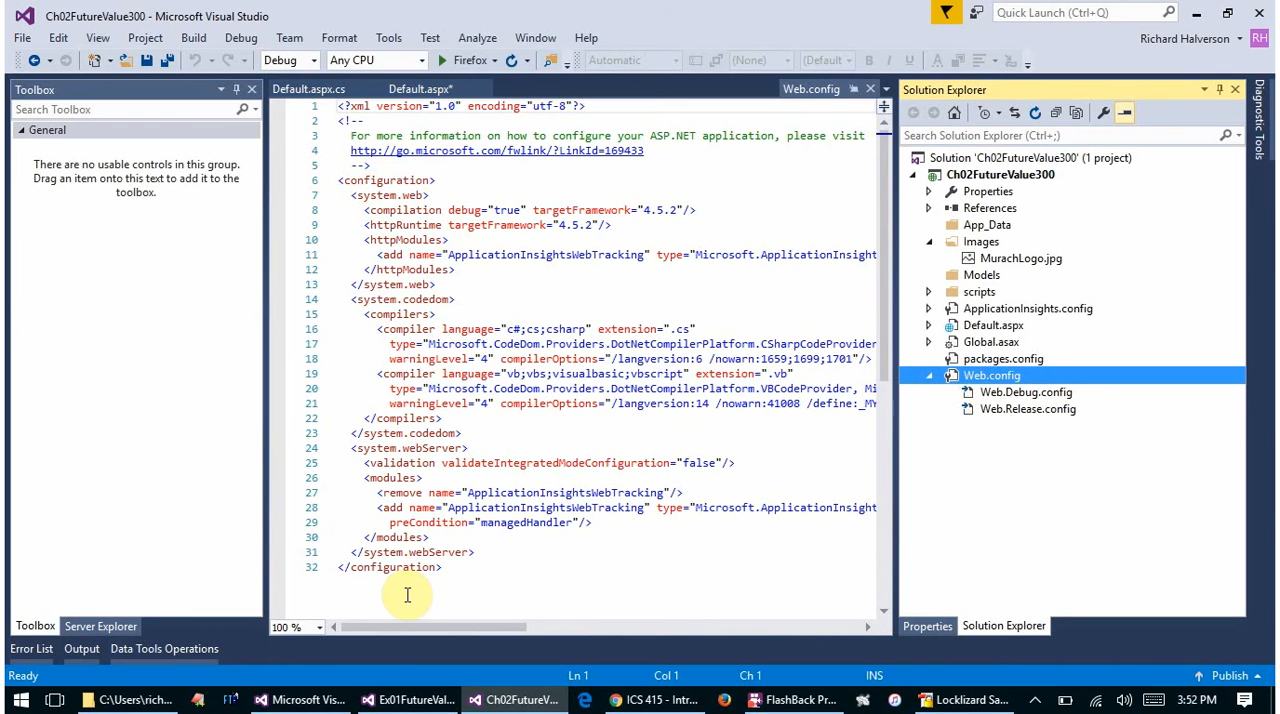 Ch02FutureValue300 - Microsoft Visual Studio
Quick Launch (Ctrl+Q)
File Edit View Project Build Debug Team Format Tools Test Analyze Window Help
Richard Halverson RH
Debug Any CPU Firefox Automatic (None) (Default B I U A
Toolbox
Search Toolbox
General
There are no usable controls in this group.
Drag an item onto this text to add it to the
toolbox.
Toolbox Server Explorer
Default.aspx.cs Default.aspx* Web.config
1 <?xml version="1.0" encoding="utf-8"?>
2 <!--
3 For more information on how to configure your ASP.NET application, please visit
4 http://go.microsoft.com/fwlink/?LinkId=169433
5 -->
6 <configuration>
7 <system.web>
8 <compilation debug="true" targetFramework="4.5.2"/>
9 <httpRuntime targetFramework="4.5.2"/>
10 <httpModules>
11 <add name="ApplicationInsightsWebTracking" type="Microsoft.ApplicationInsight
12 </httpModules>
13 </system.web>
14 <system.codedom>
15 <compilers>
16 <compiler language="c#;cs;csharp" extension=".cs"
17 type="Microsoft.CodeDom.Providers.DotNetCompilerPlatform.CSharpCodeProvider
18 warningLevel="4" compilerOptions="/langversion:6 /nowarn:1659;1699;1701"/>
19 <compiler language="vb;vbs;visualbasic;vbscript" extension=".vb"
20 type="Microsoft.CodeDom.Providers.DotNetCompilerPlatform.VBCodeProvider, Mi
21 warningLevel="4" compilerOptions="/langversion:14 /nowarn:41008 /define:_MY
22 </compilers>
23 </system.codedom>
24 <system.webServer>
25 <validation validateIntegratedModeConfiguration="false"/>
26 <modules>
27 <remove name="ApplicationInsightsWebTracking"/>
28 <add name="ApplicationInsightsWebTracking" type="Microsoft.ApplicationInsight
29 preCondition="managedHandler"/>
30 </modules>
31 </system.webServer>
32 </configuration>
100 %
Solution Explorer
Search Solution Explorer (Ctrl+;)
Solution 'Ch02FutureValue300' (1 project)
Ch02FutureValue300
Properties
References
App_Data
Images
MurachLogo.jpg
Models
scripts
ApplicationInsights.config
Default.aspx
Global.asax
packages.config
Web.config
Web.Debug.config
Web.Release.config
Properties Solution Explorer
Diagnostic Tools
Error List Output Data Tools Operations
Ready Ln 1 Col 1 Ch 1 INS Publish
C:\Users\rich... Microsoft Vis... Ex01FutureVal... Ch02FutureV... ICS 415 - Intr... FlashBack Pr... Locklizard Sa... 3:52 PM